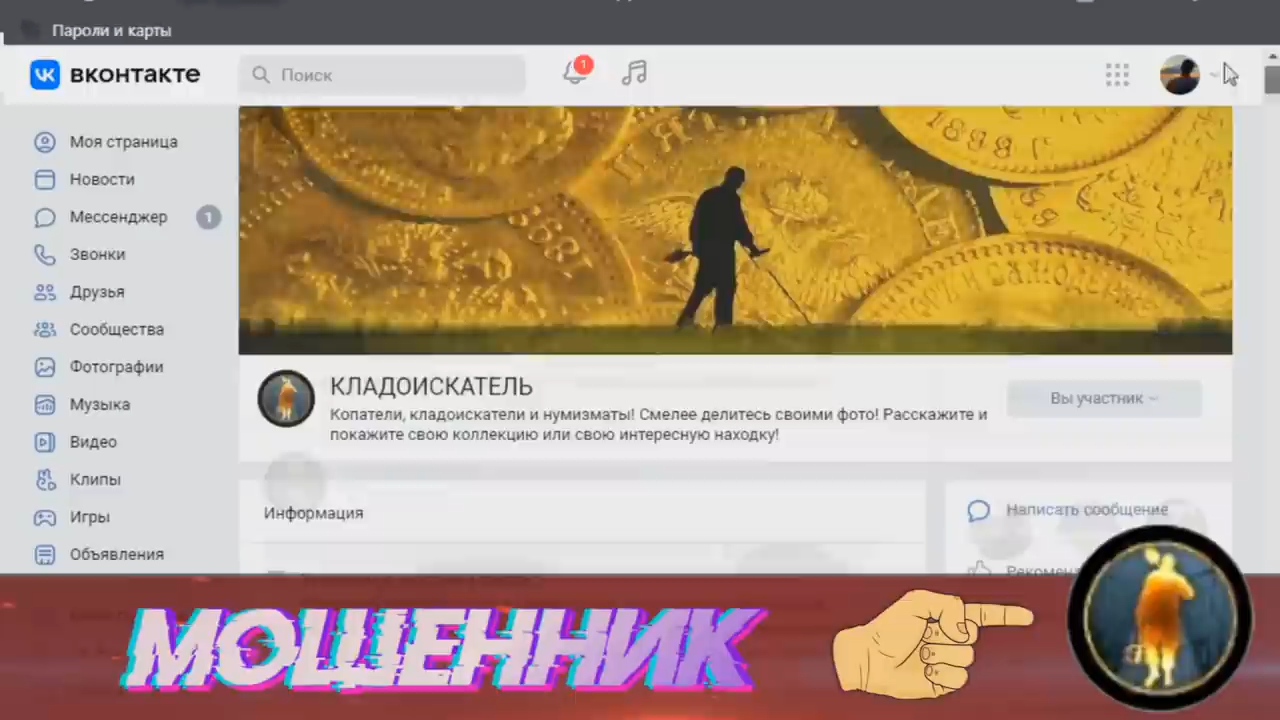 Пароли и карты
вконтакте
Поиск
1
Моя страница
Новости
Мессенджер 1
Звонки
Друзья
Сообщества
Фотографии
Музыка
Видео
Клипы
Игры
Объявления
КЛАДОИСКАТЕЛЬ
Копатели, кладоискатели и нумизматы! Смелее делитесь своими фото! Расскажите и
покажите свою коллекцию или свою интересную находку!
Вы участник
Информация
Написать сообщение
МОШЕННИК